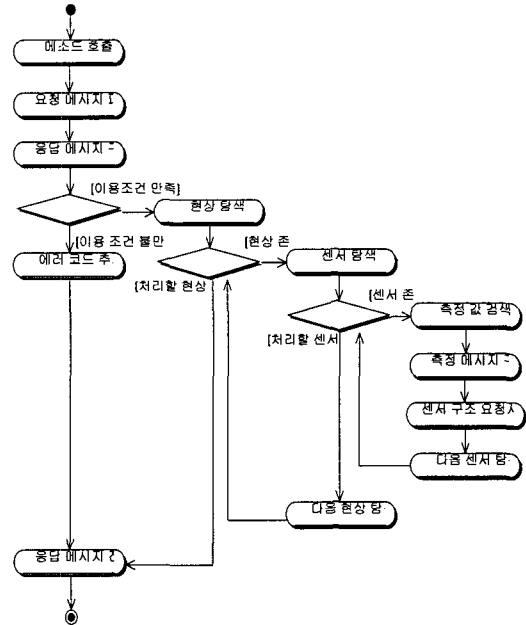 메소드 호출
요청 메시지
응답 메시지
[이용조건 만족}
현상 탐색
[이용 조건 불만
[현상 존
에러 코드 추
센서 탐색
[처리할 현상
[센서 존
측정 값 검색
[처리할 센서
측정 메시지
센서 구조 요청시
다음 센서 탐
다음 현상 탐
응답 메시지